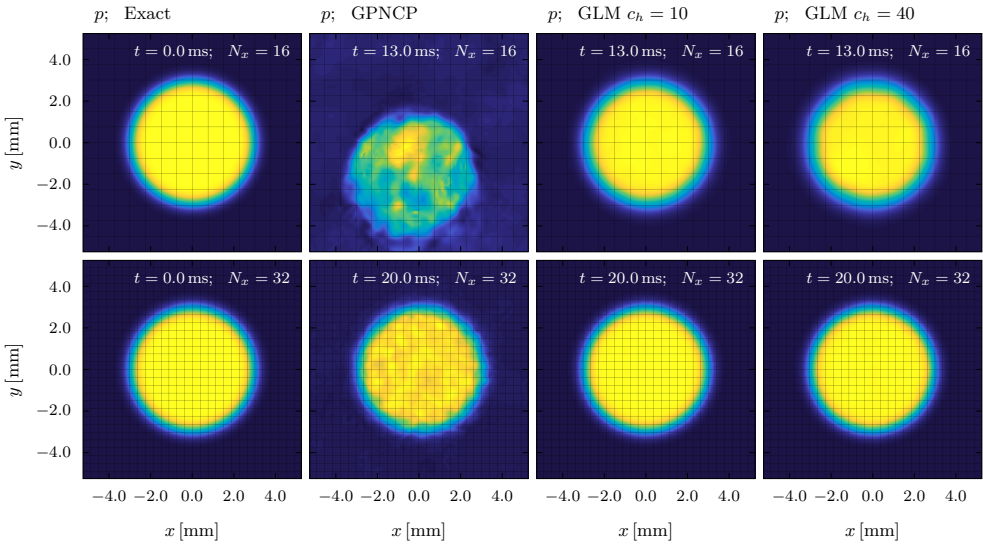 p; Exact
p; GPNCP
p; GLM c_h = 10
p; GLM c_h = 40
t = 0.0 ms; N_x = 16
t = 13.0 ms; N_x = 16
t = 13.0 ms; N_x = 16
t = 13.0 ms; N_x = 16
4.0
2.0
0.0
−2.0
−4.0
y [mm]
t = 0.0 ms; N_x = 32
t = 20.0 ms; N_x = 32
t = 20.0 ms; N_x = 32
t = 20.0 ms; N_x = 32
4.0
2.0
0.0
−2.0
−4.0
y [mm]
−4.0 −2.0 0.0 2.0 4.0
−4.0 −2.0 0.0 2.0 4.0
−4.0 −2.0 0.0 2.0 4.0
−4.0 −2.0 0.0 2.0 4.0
x [mm]
x [mm]
x [mm]
x [mm]